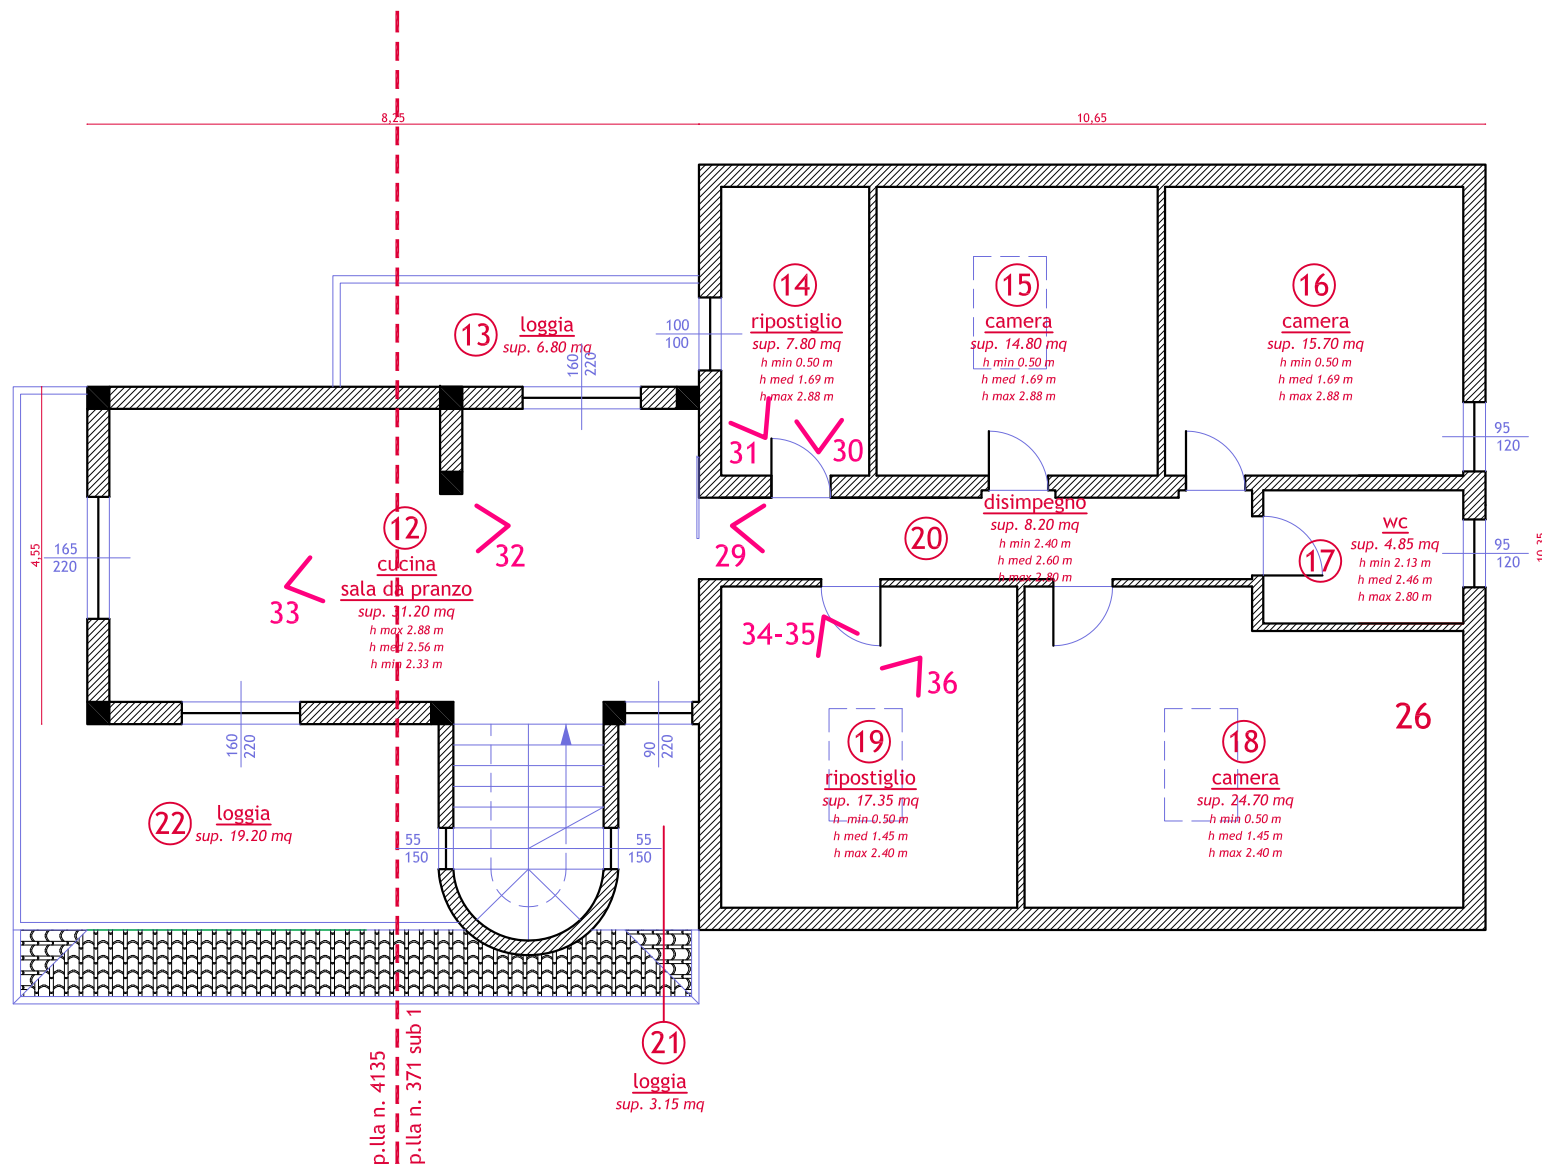 8,25
10,65
14
ripostiglio
sup. 7.80 mq
h min 0.50 m
h med 1.69 m
h max 2.88 m
15
camera
sup. 14.80 mq
h min 0.50 m
h med 1.69 m
h max 2.88 m
16
camera
sup. 15.70 mq
h min 0.50 m
h med 1.69 m
h max 2.88 m
13
loggia
sup. 6.80 mq
160
220
100
100
95
120
31
30
12
cucina
sala da pranzo
sup. 31.20 mq
h max 2.88 m
h med 2.56 m
h min 2.33 m
4,55
165
220
33
32
29
20
disimpegno
sup. 8.20 mq
h min 2.40 m
h med 2.60 m
h max 2.80 m
17
wc
sup. 4.85 mq
h min 2.13 m
h med 2.46 m
h max 2.80 m
95
120
10,35
34-35
36
26
19
ripostiglio
sup. 17.35 mq
h min 0.50 m
h med 1.45 m
h max 2.40 m
18
camera
sup. 24.70 mq
h min 0.50 m
h med 1.45 m
h max 2.40 m
160
220
90
220
22
loggia
sup. 19.20 mq
55
150
55
150
21
loggia
sup. 3.15 mq
p.lla n. 4135
p.lla n. 371 sub 1